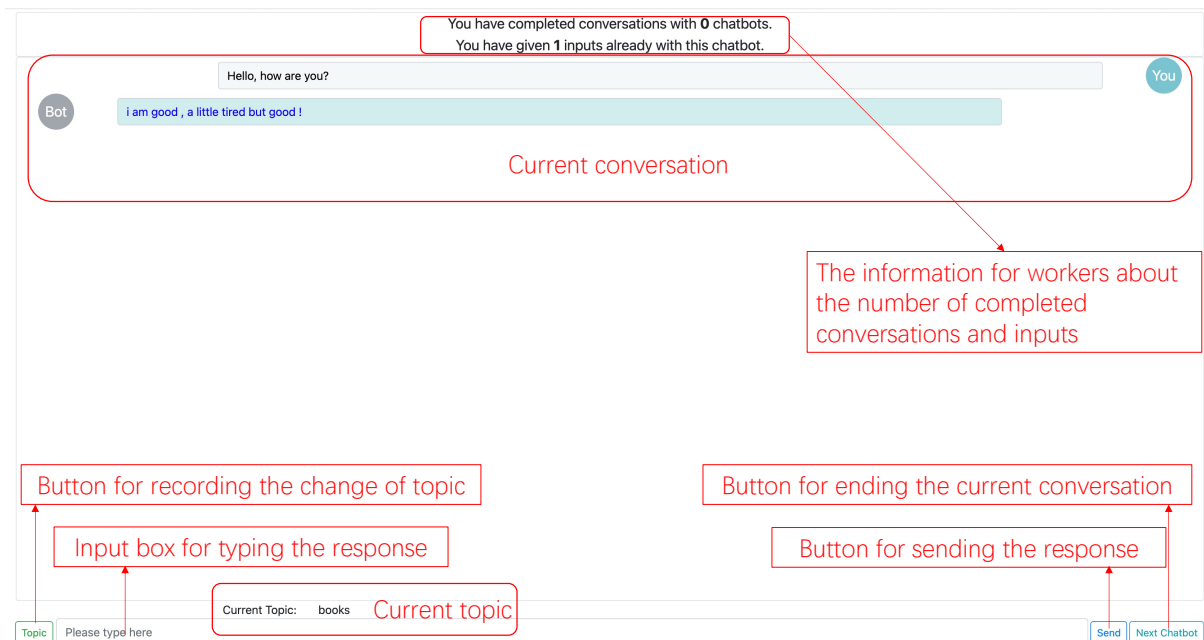 You have completed conversations with 0 chatbots.
You have given 1 inputs already with this chatbot.
Hello, how are you?
You
Bot
i am good , a little tired but good !
Current conversation
The information for workers about
the number of completed
conversations and inputs
Button for recording the change of topic
Button for ending the current conversation
Input box for typing the response
Button for sending the response
Current Topic: books
Current topic
Topic
Please type here
Send
Next Chatbot